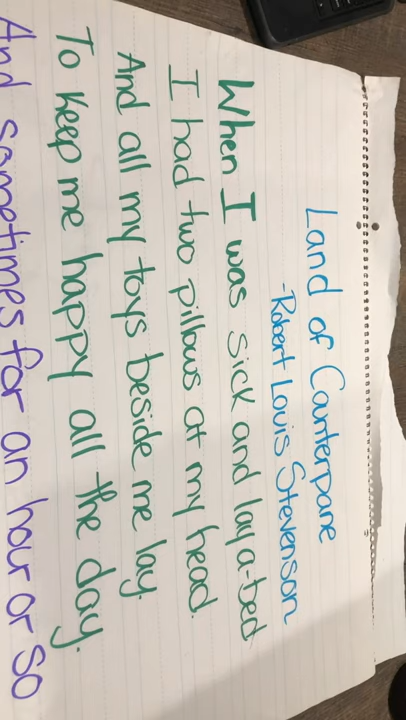 Land of Counterpane
-Robert Louis Stevenson
When I was sick and lay a-bed
I had two pillows at my head.
And all my toys beside me lay.
To keep me happy all the day.
And sometimes for an hour or so